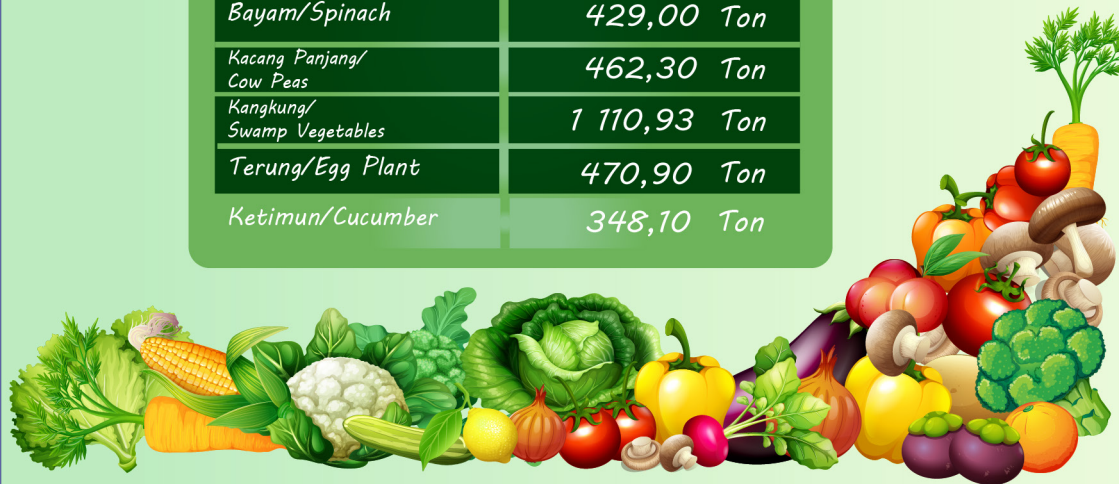 Bayam/Spinach 429,00 Ton
Kacang Panjang/
Cow Peas 462,30 Ton
Kangkung/
Swamp Vegetables 1 110,93 Ton
Terung/Egg Plant 470,90 Ton
Ketimun/Cucumber 348,10 Ton